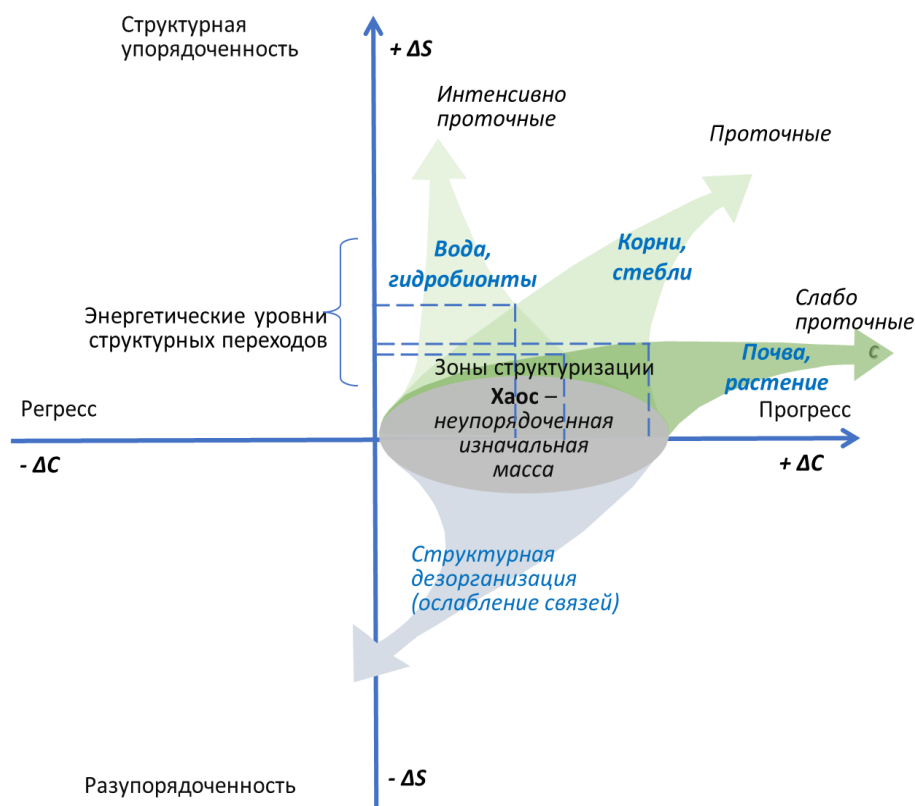 Структурная
упорядоченность
+ ΔS
Интенсивно
проточные
Проточные
Вода,
гидробионты
Корни,
стебли
Слабо
проточные
Энергетические уровни
структурных переходов
с
Почва,
растение
Зоны структуризации
Хаос –
неупорядоченная
изначальная
масса
Регресс
Прогресс
- ΔC
+ ΔC
Структурная
дезорганизация
(ослабление связей)
- ΔS
Разупорядоченность